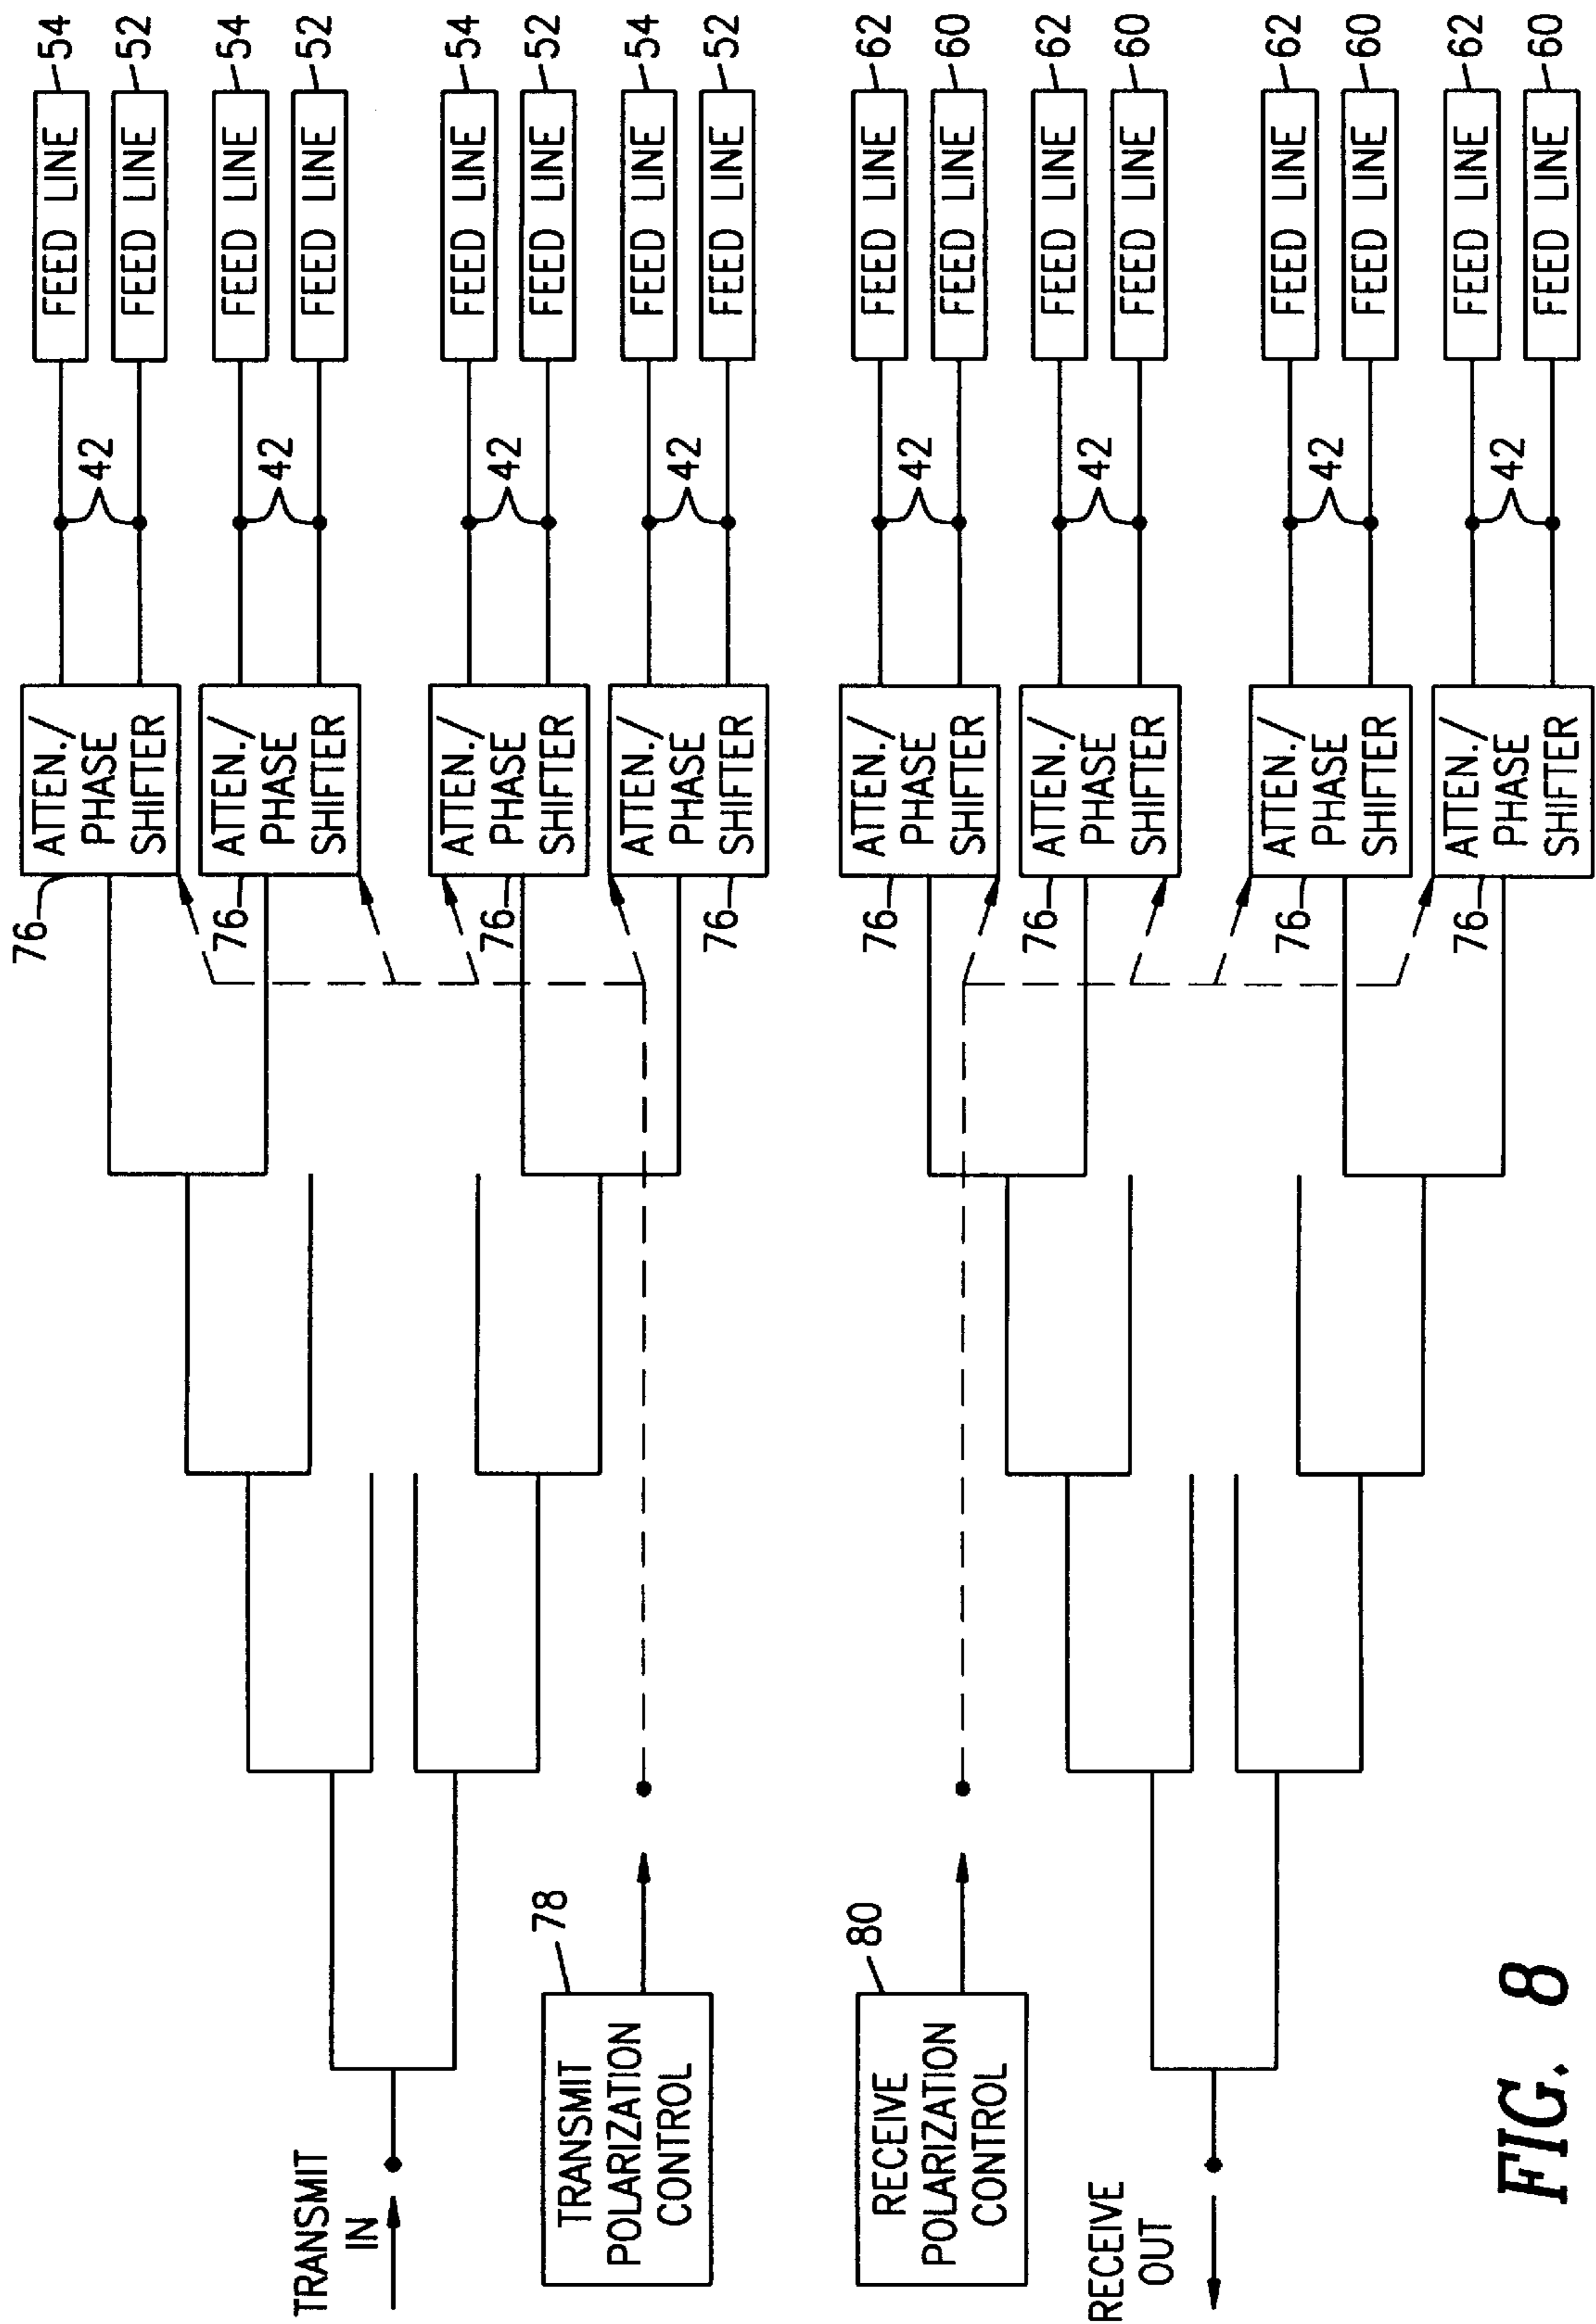 76
ATTEN./
PHASE
SHIFTER
42
FEED LINE
54
FEED LINE
52
76
ATTEN./
PHASE
SHIFTER
42
FEED LINE
54
FEED LINE
52
TRANSMIT
IN
76
ATTEN./
PHASE
SHIFTER
42
FEED LINE
54
FEED LINE
52
78
TRANSMIT
POLARIZATION
CONTROL
76
ATTEN./
PHASE
SHIFTER
42
FEED LINE
54
FEED LINE
52
80
RECEIVE
POLARIZATION
CONTROL
76
ATTEN./
PHASE
SHIFTER
42
FEED LINE
62
FEED LINE
60
RECEIVE
OUT
76
ATTEN./
PHASE
SHIFTER
42
FEED LINE
62
FEED LINE
60
76
ATTEN./
PHASE
SHIFTER
42
FEED LINE
62
FEED LINE
60
76
ATTEN./
PHASE
SHIFTER
42
FEED LINE
62
FEED LINE
60
FIG. 8